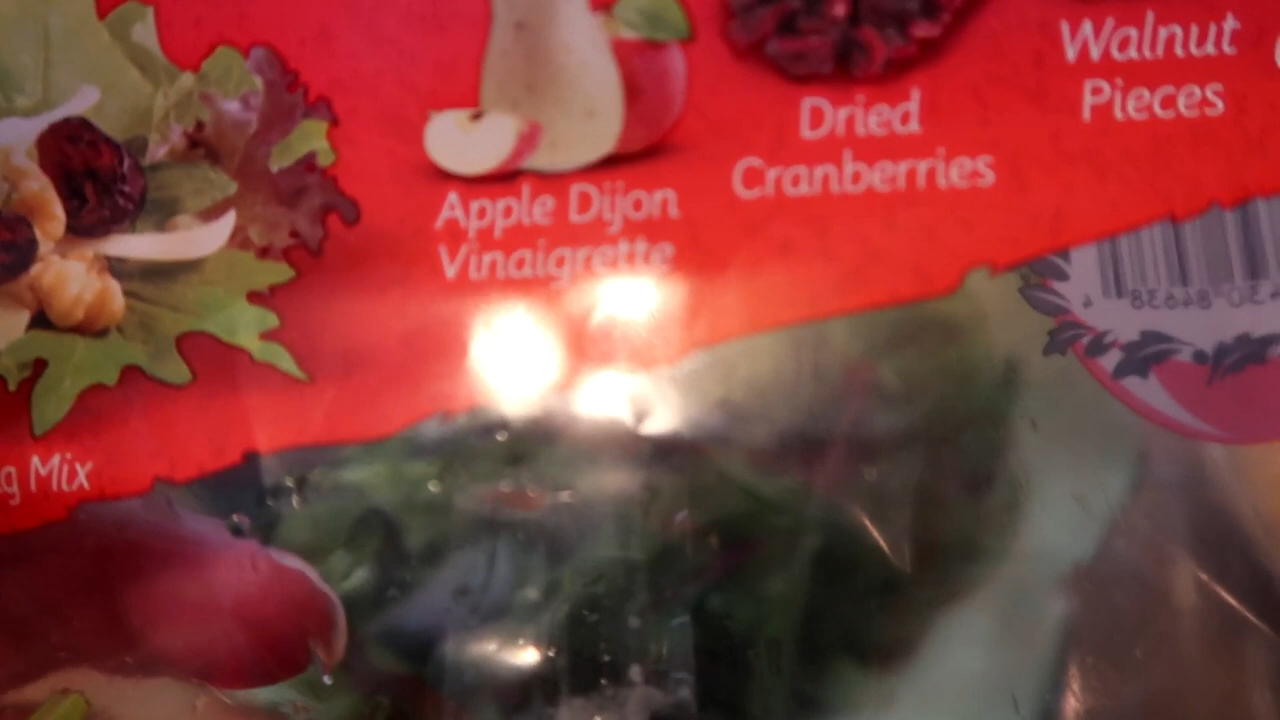 Walnut
Pieces
Dried
Cranberries
Apple Dijon
Vinaigrette
g Mix